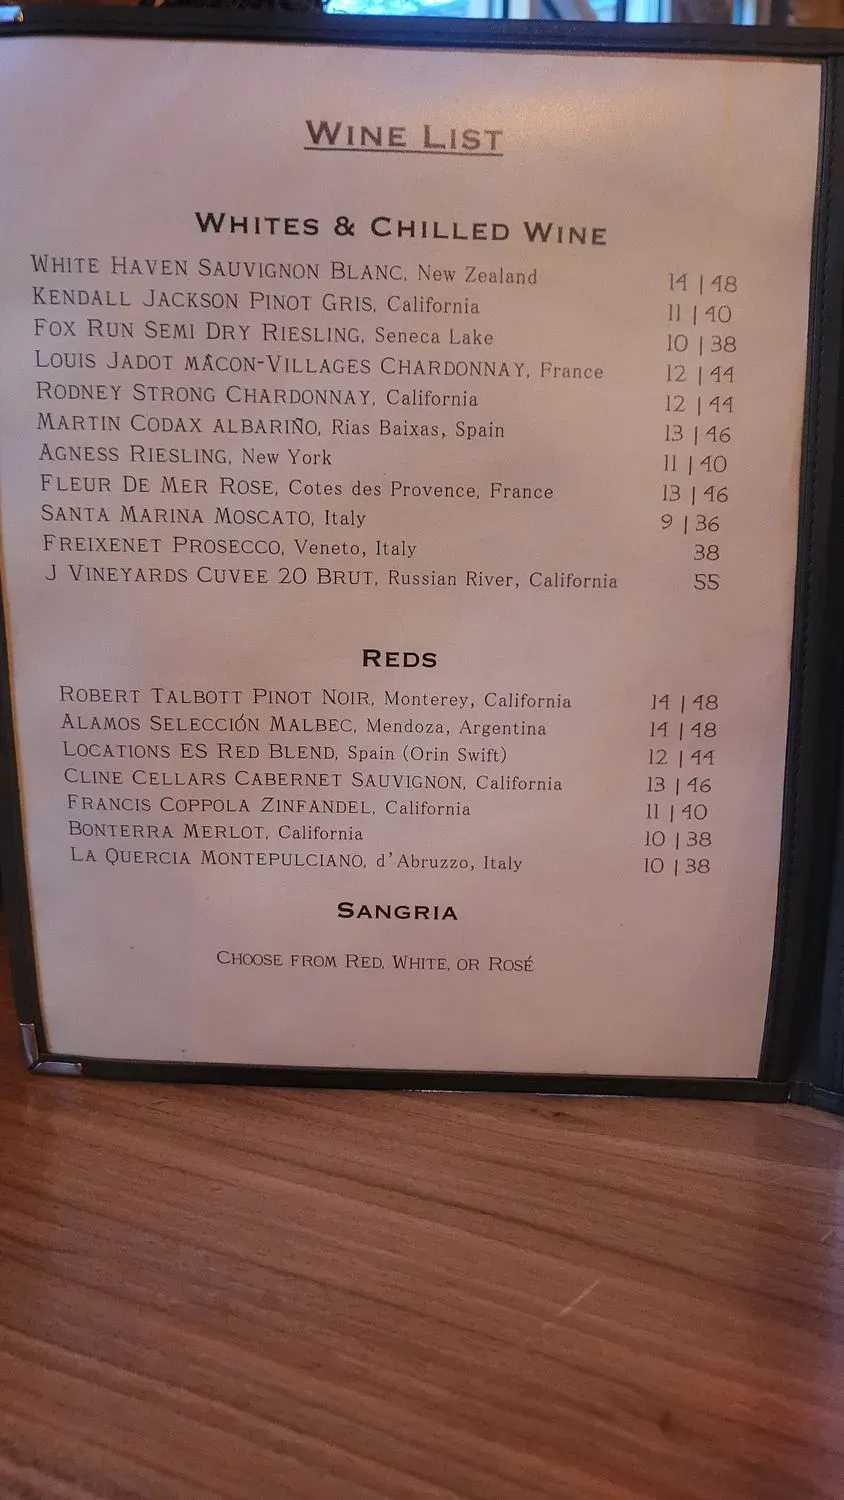 WINE LIST
WHITES & CHILLED WINE
WHITE HAVEN SAUVIGNON BLANC, New Zealand 14 | 48
KENDALL JACKSON PINOT GRIS, California 11 | 40
FOX RUN SEMI DRY RIESLING, Seneca Lake 10 | 38
LOUIS JADOT MÂCON-VILLAGES CHARDONNAY, France 12 | 44
RODNEY STRONG CHARDONNAY, California 12 | 44
MARTIN CODAX ALBARIÑO, Rias Baixas, Spain 13 | 46
AGNESS RIESLING, New York 11 | 40
FLEUR DE MER ROSE, Cotes des Provence, France 13 | 46
SANTA MARINA MOSCATO, Italy 9 | 36
FREIXENET PROSECCO, Veneto, Italy 38
J VINEYARDS CUVEE 20 BRUT, Russian River, California 55
REDS
ROBERT TALBOTT PINOT NOIR, Monterey, California 14 | 48
ALAMOS SELECCIÓN MALBEC, Mendoza, Argentina 14 | 48
LOCATIONS ES RED BLEND, Spain (Orin Swift) 12 | 44
CLINE CELLARS CABERNET SAUVIGNON, California 13 | 46
FRANCIS COPPOLA ZINFANDEL, California 11 | 40
BONTERRA MERLOT, California 10 | 38
LA QUERCIA MONTEPULCIANO, d'Abruzzo, Italy 10 | 38
SANGRIA
CHOOSE FROM RED, WHITE, OR ROSÉ